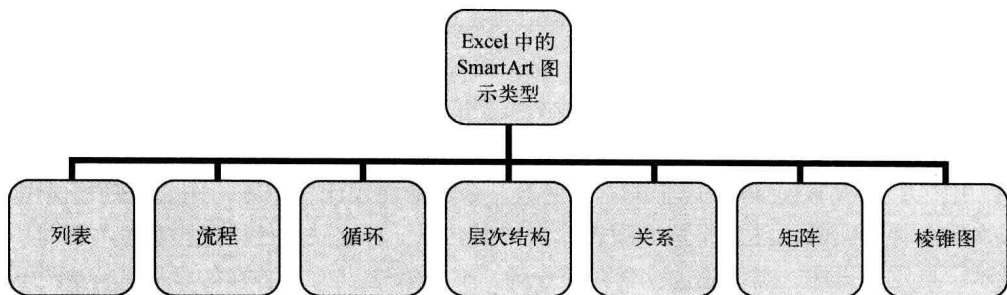 Excel 中的
SmartArt 图
示类型
列表
流程
循环
层次结构
关系
矩阵
棱锥图